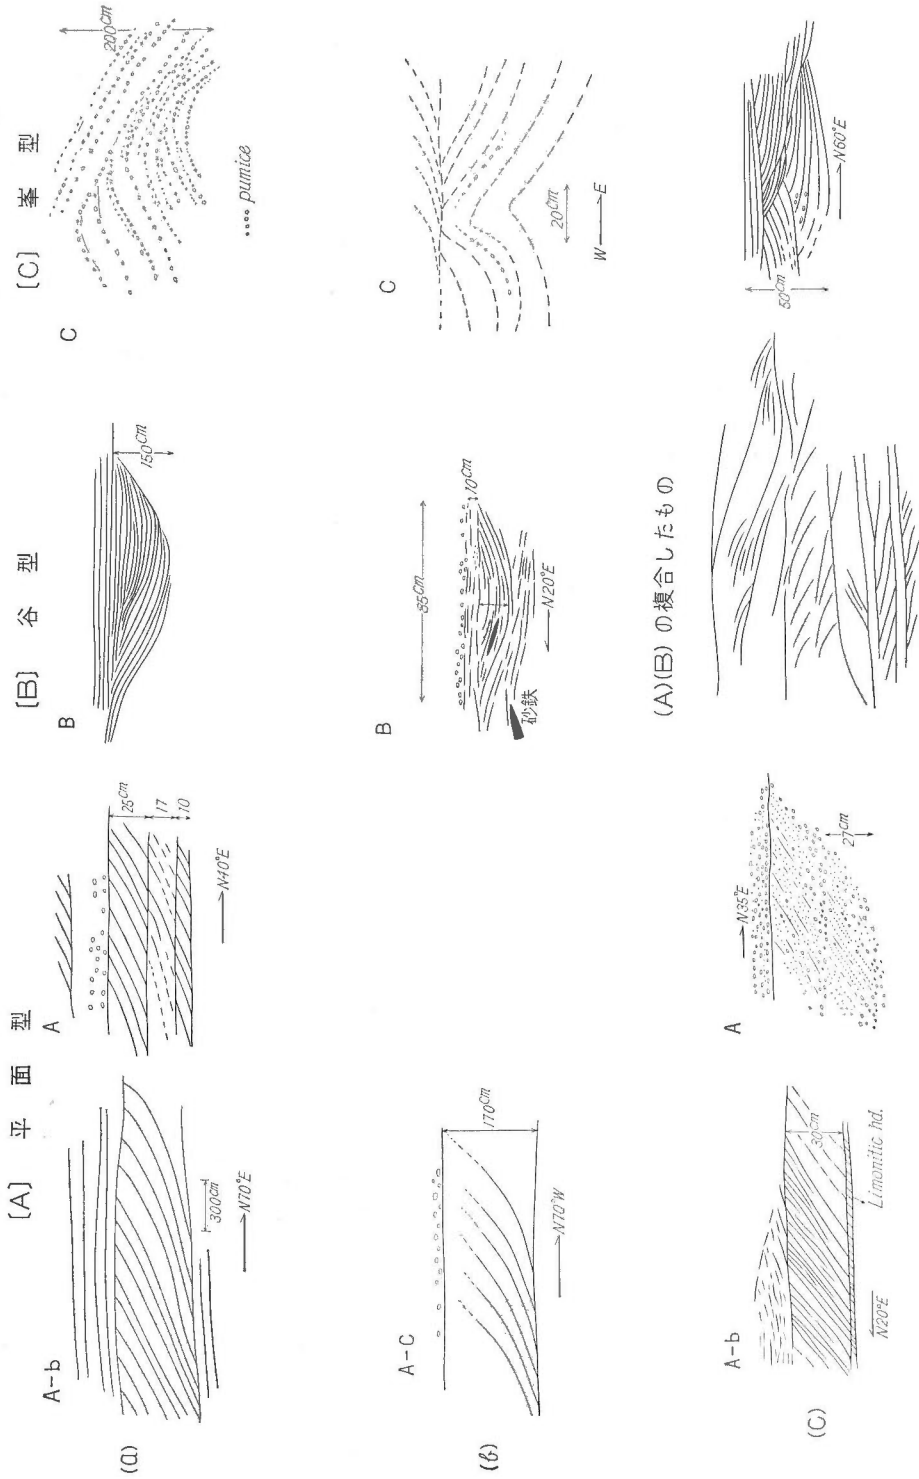 [A] 平面型
[B] 谷型
[C] 峯型
(a)
A-b
300cm
N70°E
A
25cm
17
10
N40°E
B
150cm
C
200cm
pumice
(b)
A-C
170cm
N70°W
B
85cm
10cm
N20°E
砂鉄
C
20cm
W
E
(C)
A-b
30cm
N20°E
Limonitic hd.
A
N35°E
27cm
(A)(B)の複合したもの
50cm
N60°E